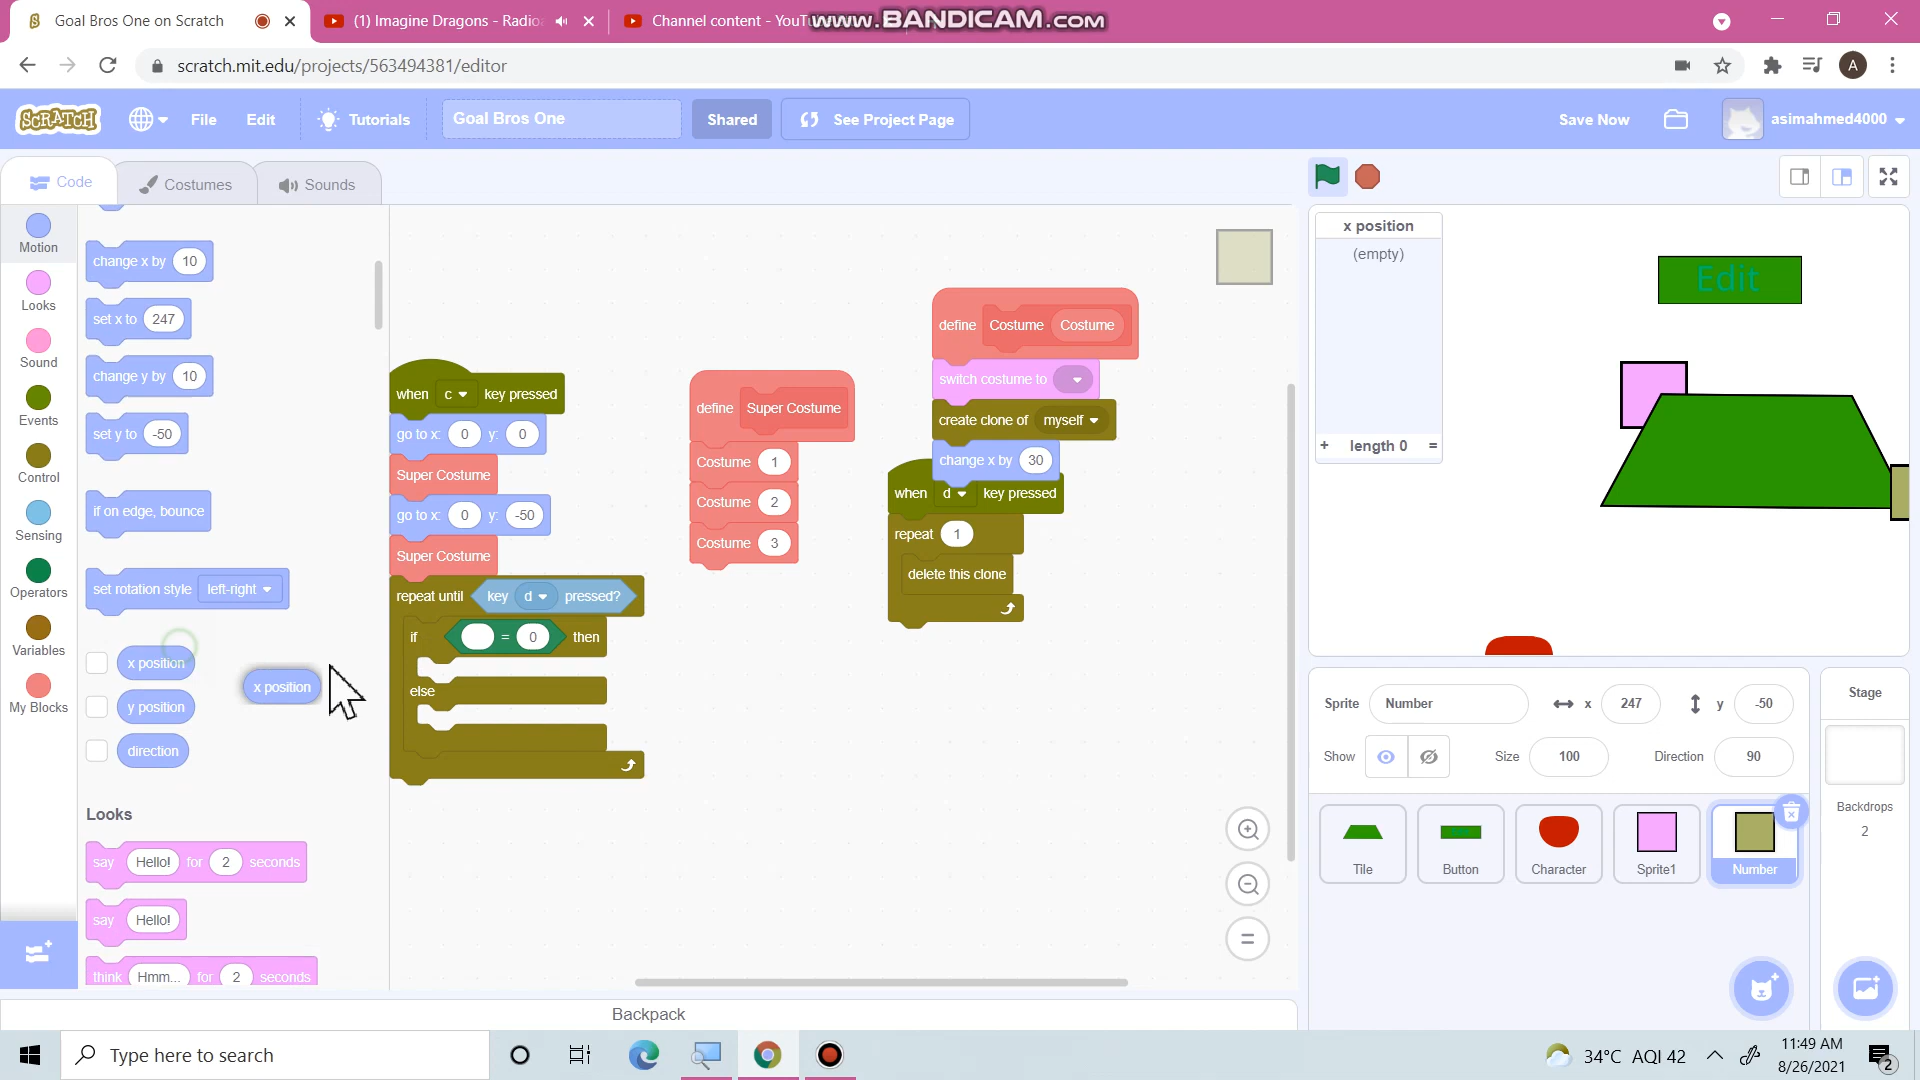 Goal Bros One on Scratch
(1) Imagine Dragons - Radio
Channel content - YouT
www.BANDICAM.com
scratch.mit.edu/projects/563494381/editor
A
SCRATCH
File
Edit
Tutorials
Goal Bros One
Shared
See Project Page
Save Now
asimahmed4000
Code
Costumes
Sounds
Motion
Looks
Sound
Events
Control
Sensing
Operators
Variables
My Blocks
change x by 10
set x to 247
change y by 10
set y to -50
if on edge, bounce
set rotation style left-right
x position
y position
direction
Looks
say Hello! for 2 seconds
say Hello!
think Hmm... for 2 seconds
x position
when c key pressed
go to x: 0 y: 0
Super Costume
go to x: 0 y: -50
Super Costume
repeat until key d pressed?
if = 0 then
else
define Super Costume
Costume 1
Costume 2
Costume 3
define Costume Costume
switch costume to
create clone of myself
change x by 30
when d key pressed
repeat 1
delete this clone
x position
(empty)
+ length 0 =
Edit
Sprite Number x 247 y -50
Show Size 100 Direction 90
Tile
Button
Character
Sprite1
Number
Stage
Backdrops
2
Backpack
Type here to search
34°C AQI 42
11:49 AM
8/26/2021
2